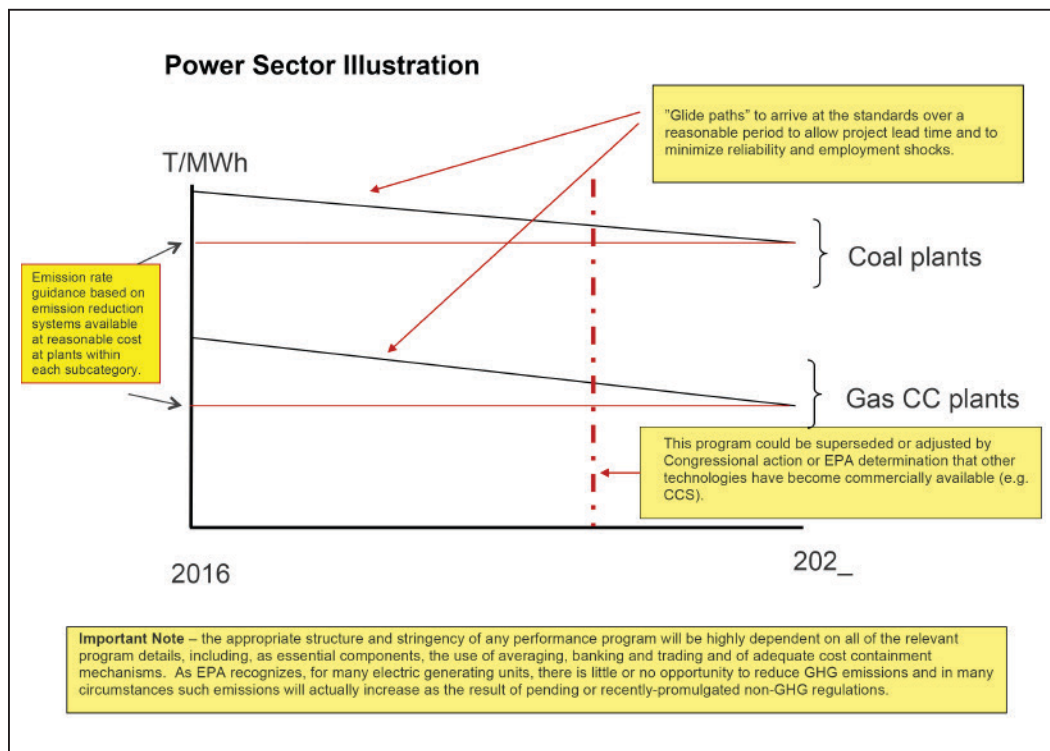 Power Sector Illustration
"Glide paths" to arrive at the standards over a
reasonable period to allow project lead time and to
minimize reliability and employment shocks.
T/MWh
Coal plants
Emission rate
guidance based on
emission reduction
systems available
at reasonable cost
at plants within
each subcategory.
Gas CC plants
This program could be superseded or adjusted by
Congressional action or EPA determination that other
technologies have become commercially available (e.g.
CCS).
2016
202_
Important Note – the appropriate structure and stringency of any performance program will be highly dependent on all of the relevant
program details, including, as essential components, the use of averaging, banking and trading and of adequate cost containment
mechanisms. As EPA recognizes, for many electric generating units, there is little or no opportunity to reduce GHG emissions and in many
circumstances such emissions will actually increase as the result of pending or recently-promulgated non-GHG regulations.